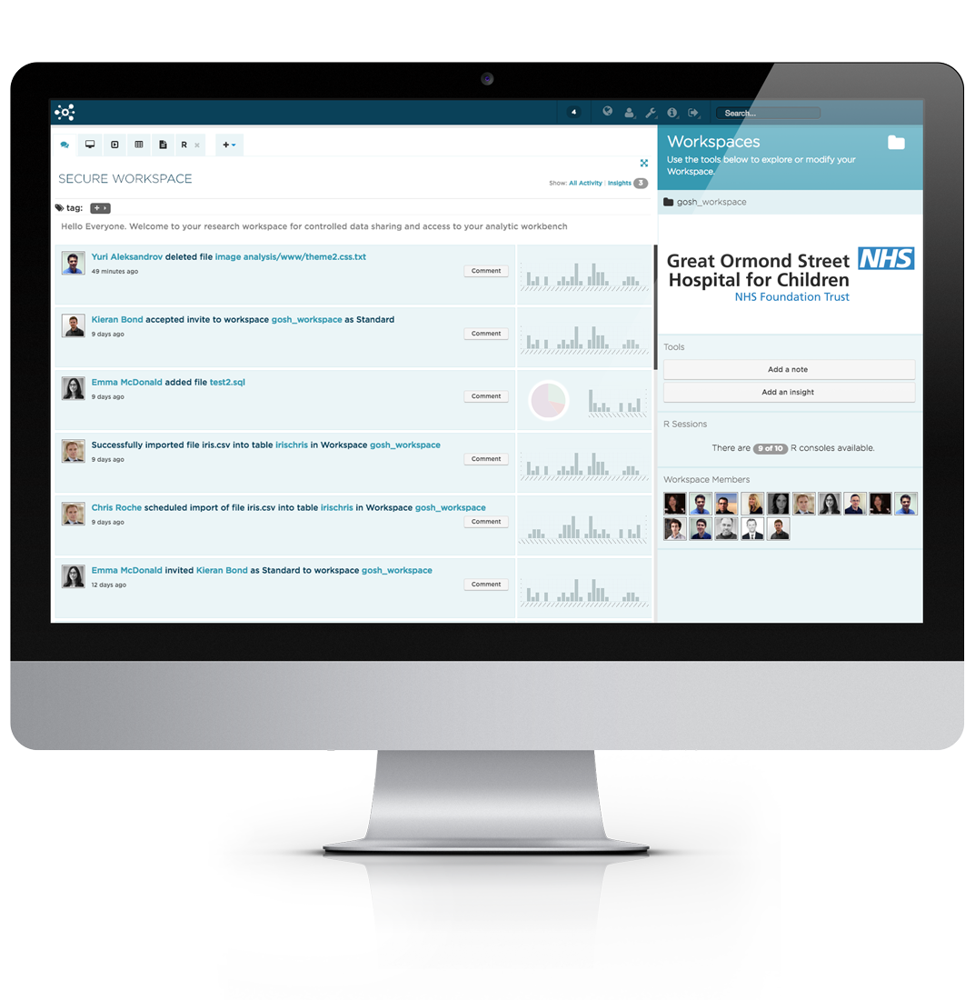 4
Search...
R
SECURE WORKSPACE
Show: All Activity | Insights 3
tag:
Hello Everyone. Welcome to your research workspace for controlled data sharing and access to your analytic workbench
Yuri Aleksandrov deleted file image analysis/www/theme2.css.txt
49 minutes ago
Comment
Kieran Bond accepted invite to workspace gosh_workspace as Standard
9 days ago
Comment
Emma McDonald added file test2.sql
9 days ago
Comment
Successfully imported file iris.csv into table irischris in Workspace gosh_workspace
9 days ago
Comment
Chris Roche scheduled import of file iris.csv into table irischris in Workspace gosh_workspace
9 days ago
Comment
Emma McDonald invited Kieran Bond as Standard to workspace gosh_workspace
12 days ago
Comment
Workspaces
Use the tools below to explore or modify your
Workspace.
gosh_workspace
Great Ormond Street NHS
Hospital for Children
NHS Foundation Trust
Tools
Add a note
Add an insight
R Sessions
There are 9 of 10 R consoles available.
Workspace Members